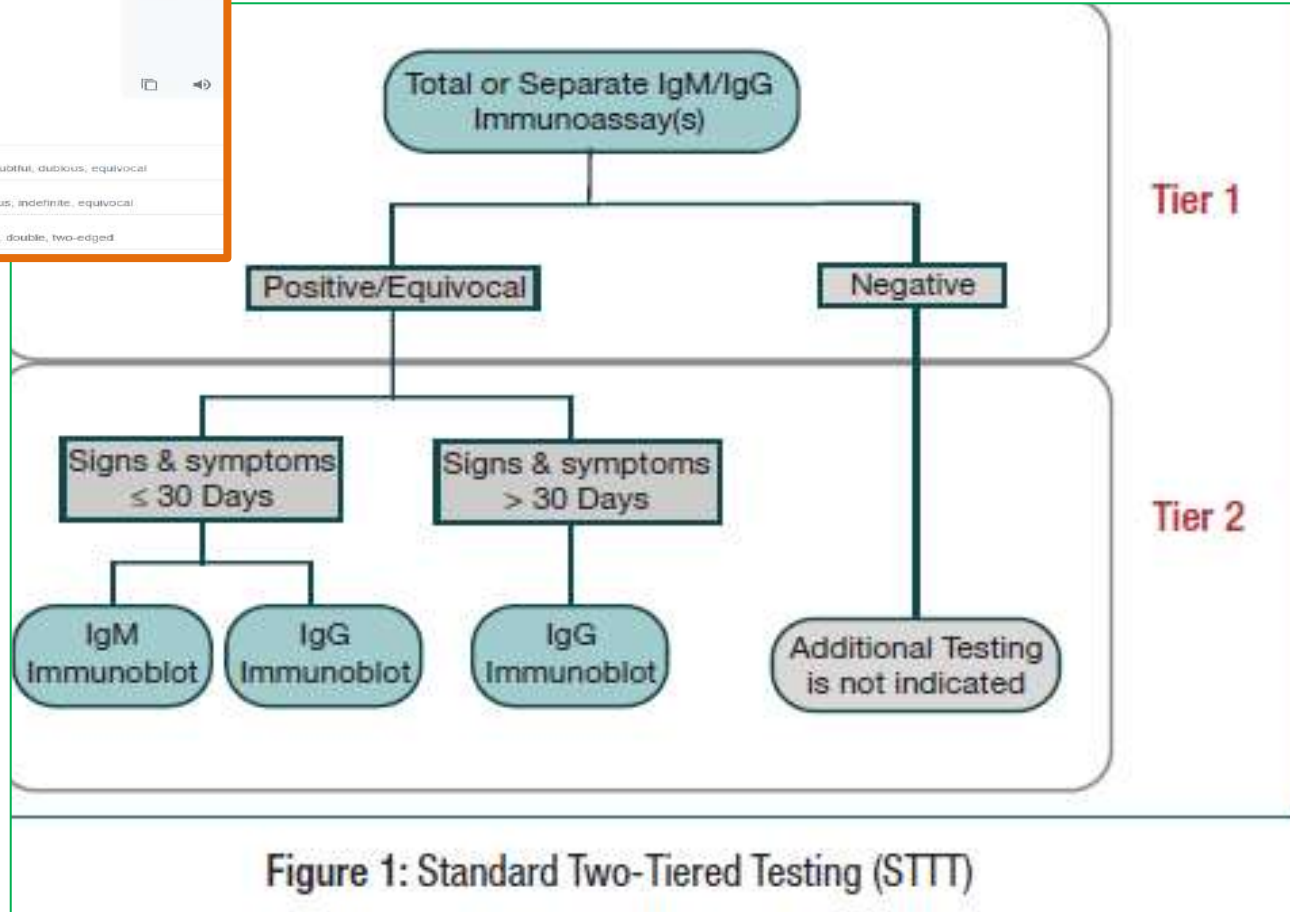 dubious, equivocal
indefinite, equivocal
double, two-edged
Total or Separate IgM/IgG
Immunoassay(s)
Tier 1
Positive/Equivocal
Negative
Signs & symptoms
≤ 30 Days
Signs & symptoms
> 30 Days
Tier 2
IgM
Immunoblot
IgG
Immunoblot
IgG
Immunoblot
Additional Testing
is not indicated
Figure 1: Standard Two-Tiered Testing (STTT)